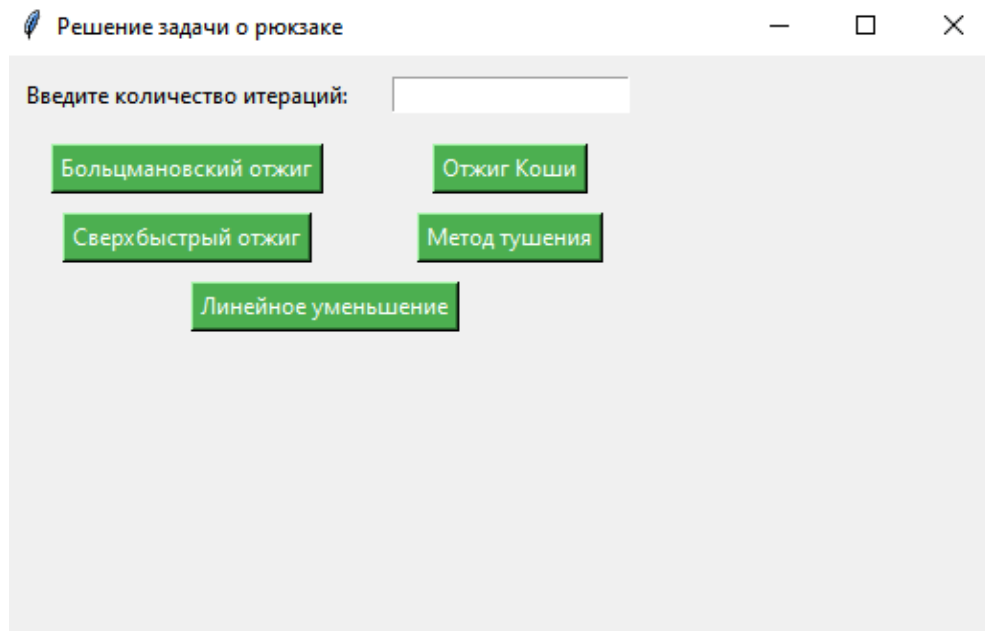 Решение задачи о рюкзаке
Введите количество итераций:
Больцмановский отжиг Отжиг Коши
Сверхбыстрый отжиг Метод тушения
Линейное уменьшение